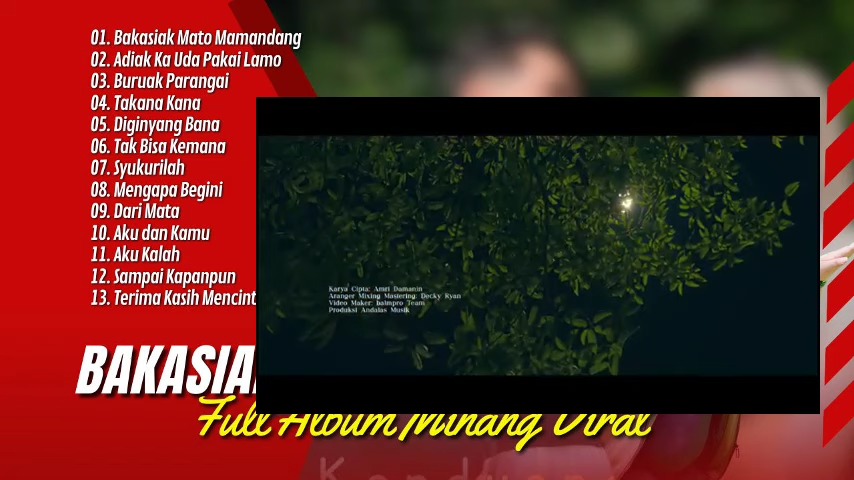 01. Bakasiak Mato Mamandang
02. Adiak Ka Uda Pakai Lamo
03. Buruak Parangai
04. Takana Kana
05. Diginyang Bana
06. Tak Bisa Kemana
07. Syukurilah
08. Mengapa Begini
09. Dari Mata
10. Aku dan Kamu
11. Aku Kalah
12. Sampai Kapanpun
13. Terima Kasih Mencint
Karya Cipta: Amri Damanin
Aranger Mixing Mastering: Decky Ryan
Video Maker: baimpro Team
Produksi Andalas Musik
BAKASIA
Full Album Minang Viral